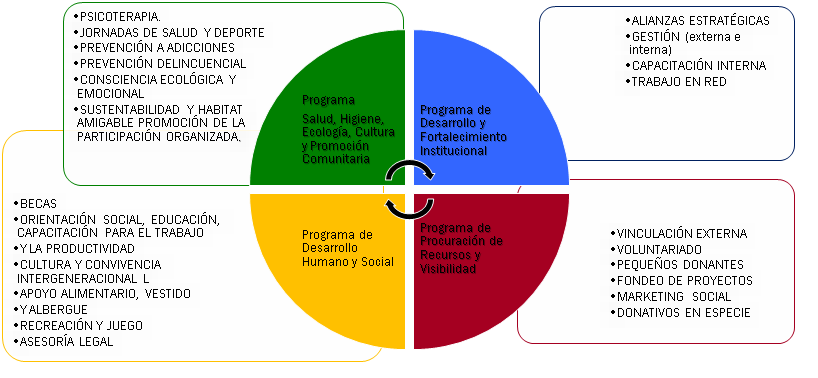 •PSICOTERAPIA.
•JORNADAS DE SALUD Y DEPORTE
•PREVENCIÓN A ADICCIONES
•PREVENCIÓN DELINCUENCIAL
•CONSCIENCIA ECOLÓGICA Y
EMOCIONAL
•SUSTENTABILIDAD Y HABITAT
AMIGABLE PROMOCIÓN DE LA
PARTICIPACIÓN ORGANIZADA.
•ALIANZAS ESTRATÉGICAS
•GESTIÓN (externa e
interna)
•CAPACITACIÓN INTERNA
•TRABAJO EN RED
Programa
Salud, Higiene,
Ecología, Cultura
y Promoción
Comunitaria
Programa de
Desarrollo y
Fortalecimiento
Institucional
•BECAS
•ORIENTACIÓN SOCIAL, EDUCACIÓN,
CAPACITACIÓN PARA EL TRABAJO
•Y LA PRODUCTIVIDAD
•CULTURA Y CONVIVENCIA
INTERGENERACIONAL L
•APOYO ALIMENTARIO, VESTIDO
•Y ALBERGUE
•RECREACIÓN Y JUEGO
•ASESORÍA LEGAL
Programa de
Desarrollo
Humano y Social
Programa de
Procuración de
Recursos y
Visibilidad
•VINCULACIÓN EXTERNA
•VOLUNTARIADO
•PEQUEÑOS DONANTES
•FONDEO DE PROYECTOS
•MARKETING SOCIAL
•DONATIVOS EN ESPECIE